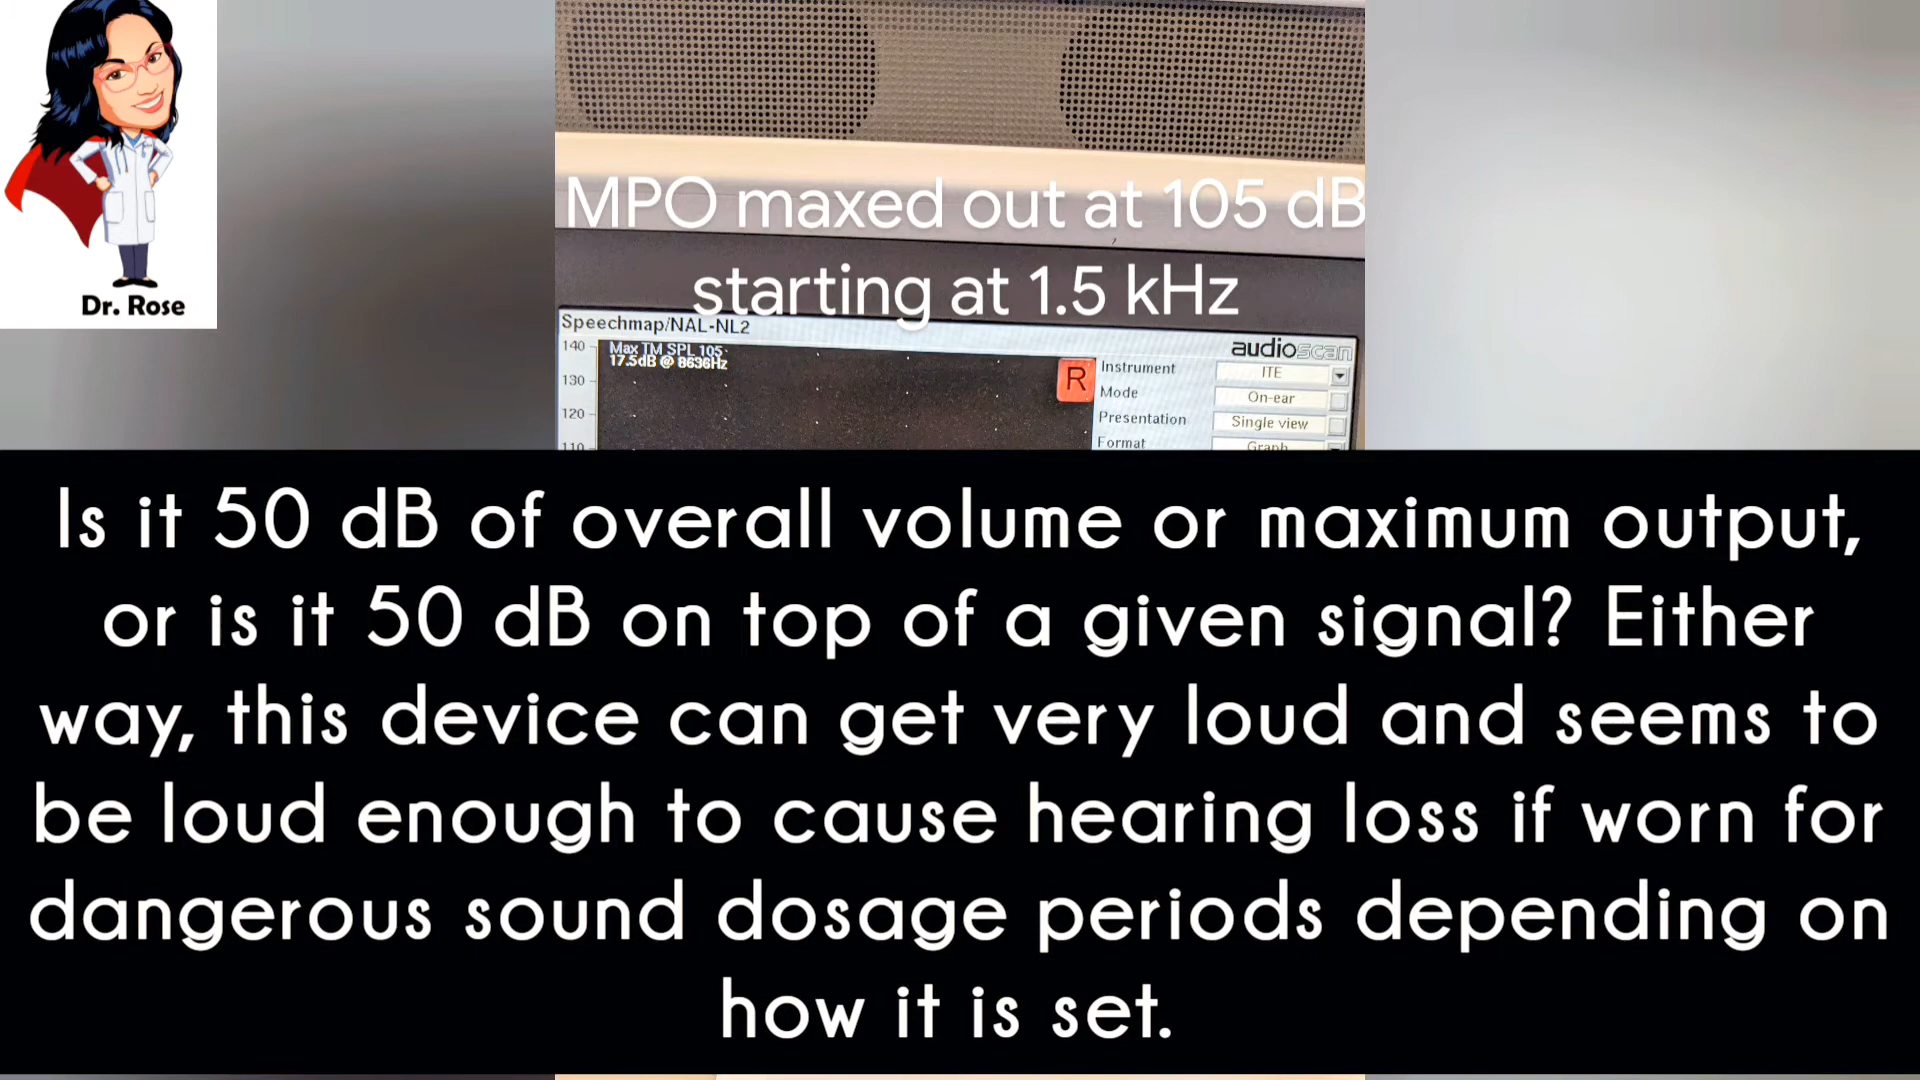 Dr. Rose
MPO maxed out at 105 dB
starting at 1.5 kHz
Speechmap/NAL-NL2
audioscan
140
Max TM SPL 105
17.5dB @ 8636Hz
R
Instrument
ITE
130
Mode
On-ear
120
Presentation
Single view
110
Format
Graph
Is it 50 dB of overall volume or maximum output,
or is it 50 dB on top of a given signal? Either
way, this device can get very loud and seems to
be loud enough to cause hearing loss if worn for
dangerous sound dosage periods depending on
how it is set.